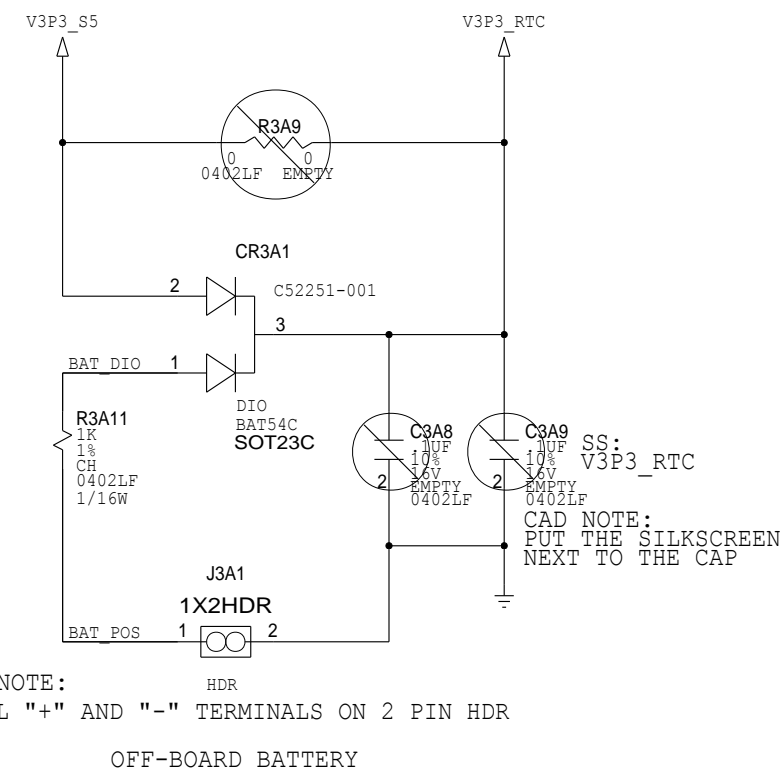 V3P3_S5
V3P3_RTC
R3A9
0 0
0402LF EMPTY
CR3A1
2
C52251-001
3
BAT_DIO 1
DIO
BAT54C
SOT23C
R3A11
1K
1%
CH
0402LF
1/16W
C3A8
.1UF
10%
16V
EMPTY
0402LF
2
C3A9
.1UF
10%
16V
EMPTY
0402LF
2
SS:
V3P3_RTC
CAD NOTE:
PUT THE SILKSCREEN
NEXT TO THE CAP
J3A1
1X2HDR
BAT_POS 1 2
HDR
NOTE:
L "+" AND "-" TERMINALS ON 2 PIN HDR
OFF-BOARD BATTERY